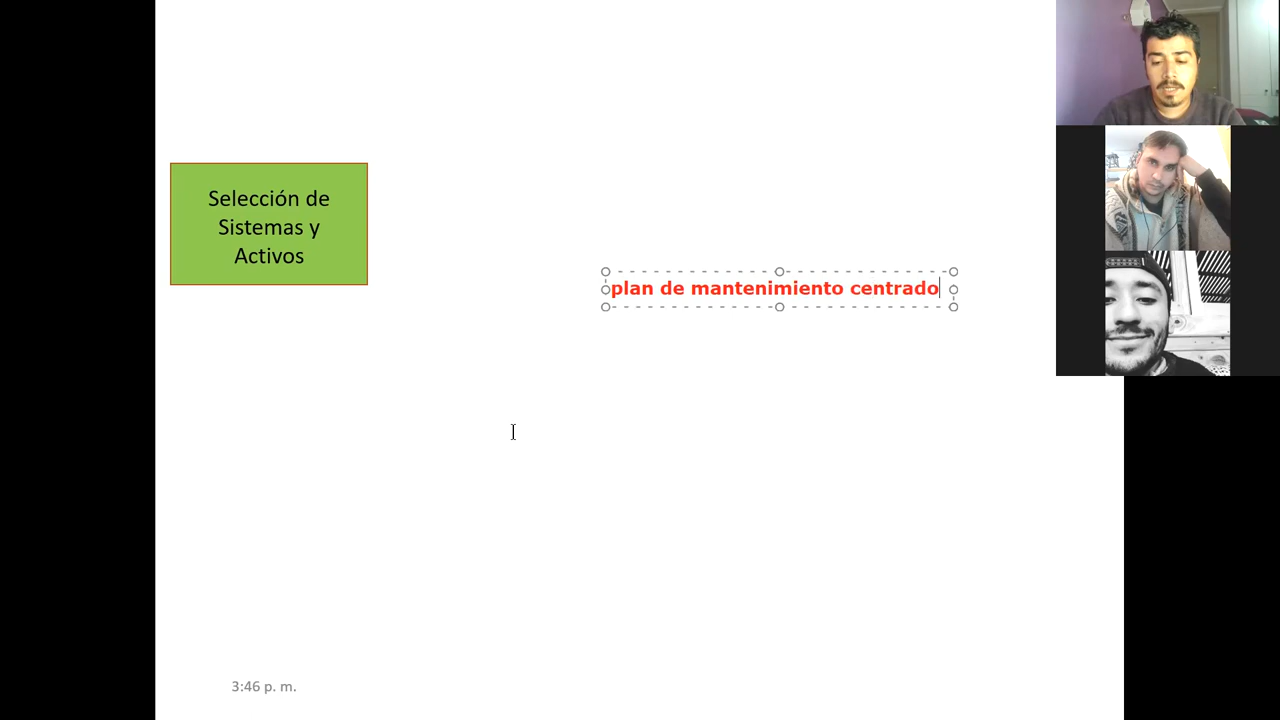 Selección de
Sistemas y
Activos
plan de mantenimiento centrado
3:46 p. m.